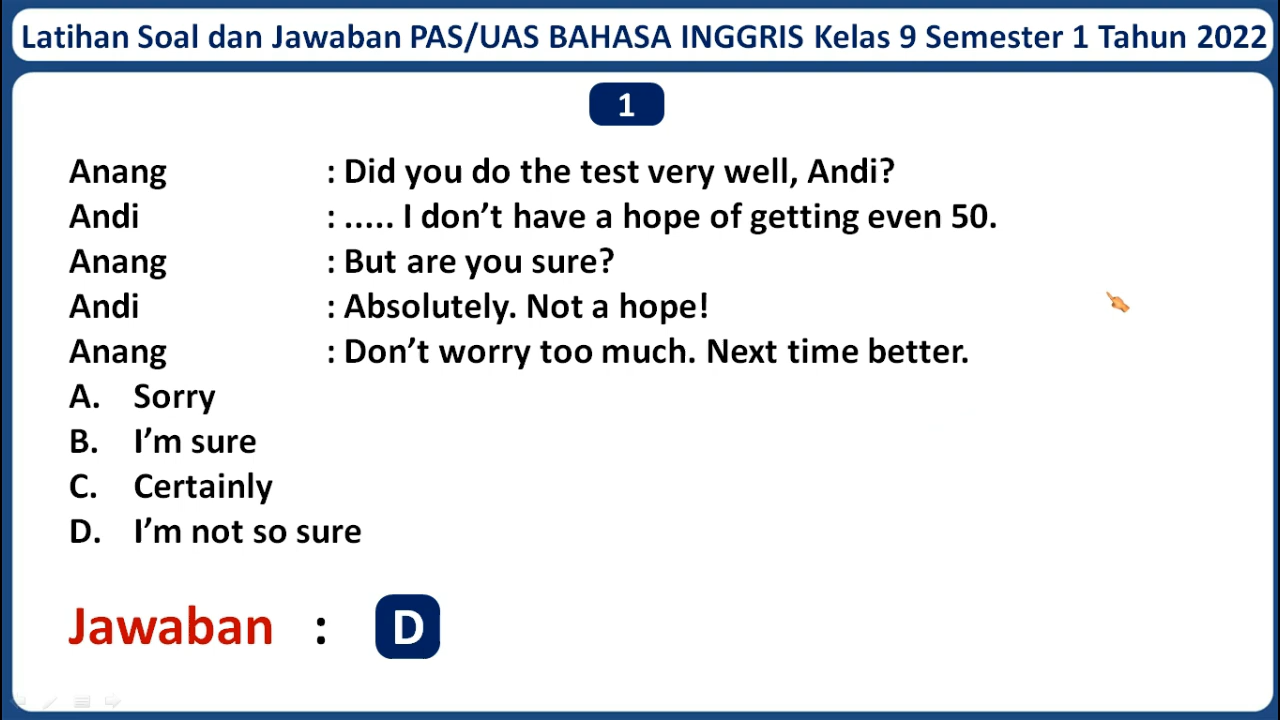 Latihan Soal dan Jawaban PAS/UAS BAHASA INGGRIS Kelas 9 Semester 1 Tahun 2022
1
Anang : Did you do the test very well, Andi?
Andi : ..... I don’t have a hope of getting even 50.
Anang : But are you sure?
Andi : Absolutely. Not a hope!
Anang : Don’t worry too much. Next time better.
A. Sorry
B. I’m sure
C. Certainly
D. I’m not so sure
Jawaban : D